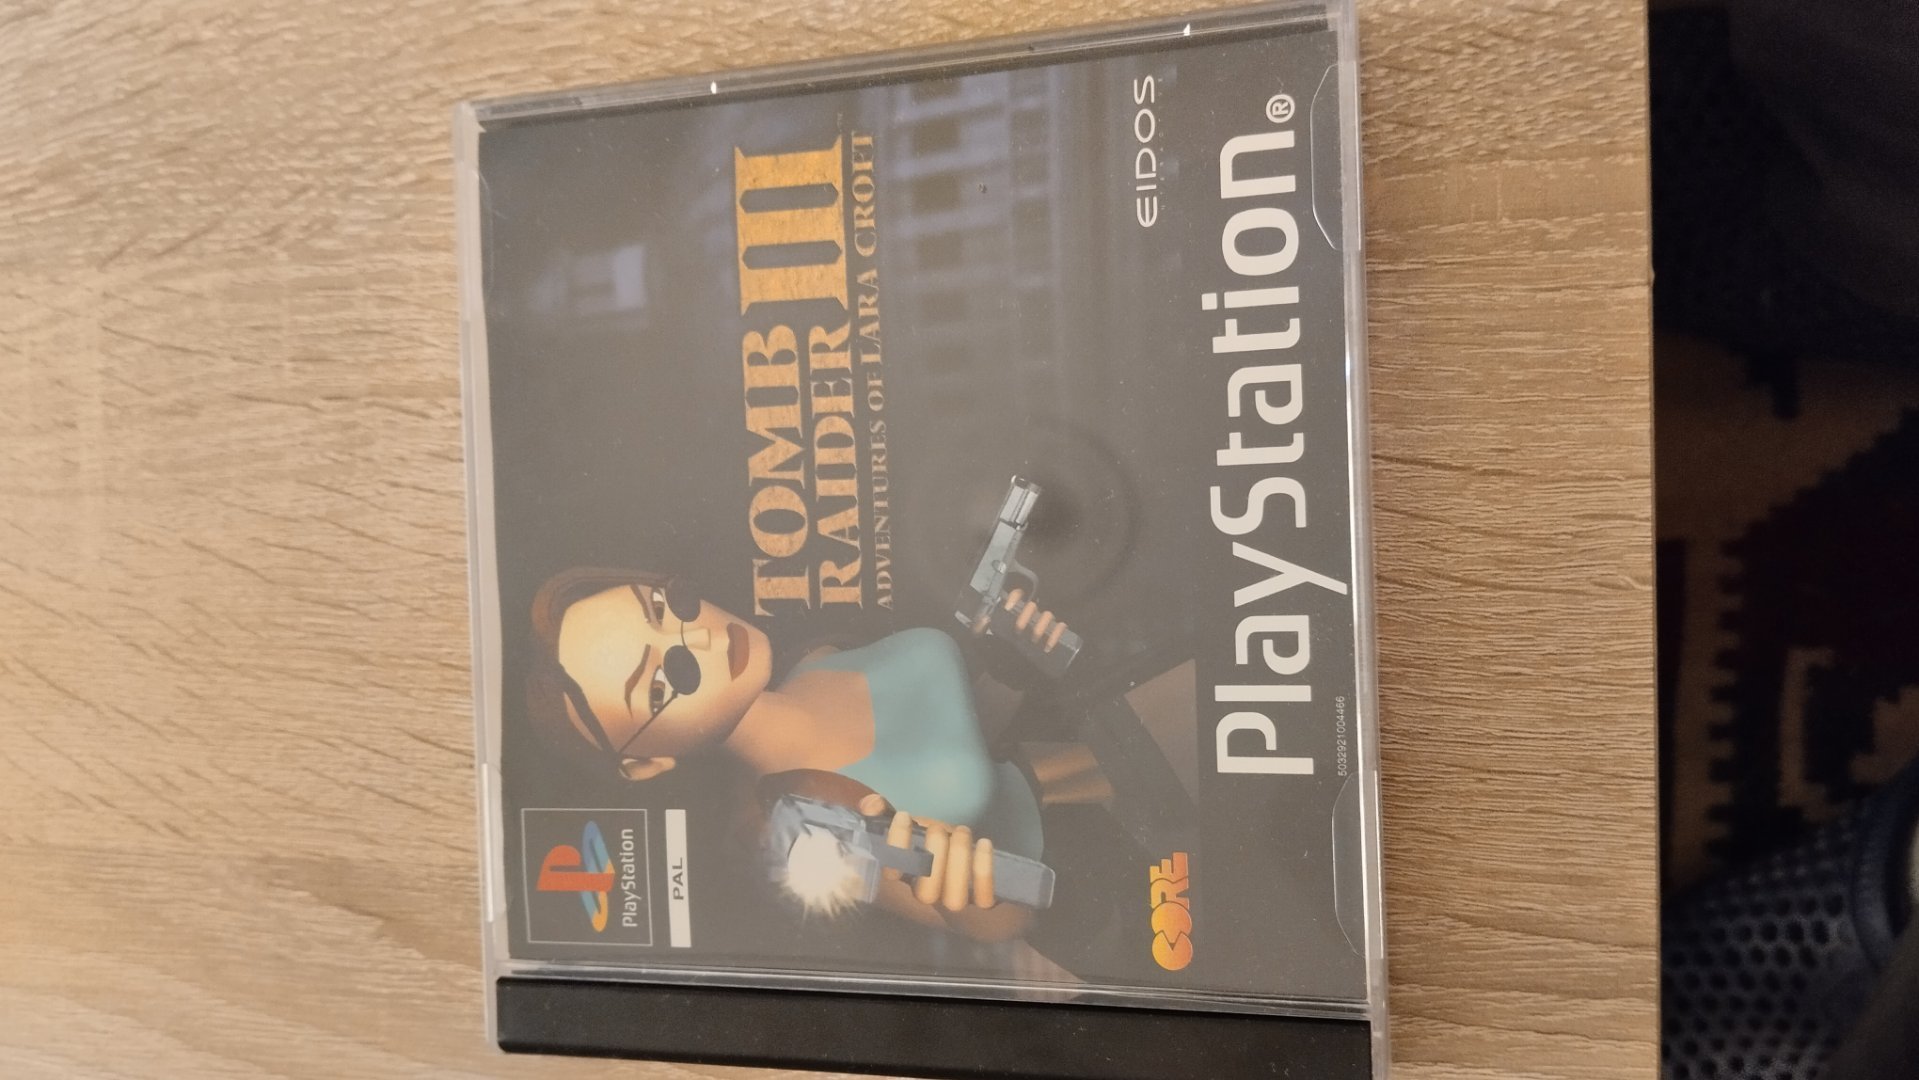 PlayStation
PAL
TOMB
RAIDER III
ADVENTURES OF LARA CROFT
CORE
EIDOS
PlayStation®
5032921004466